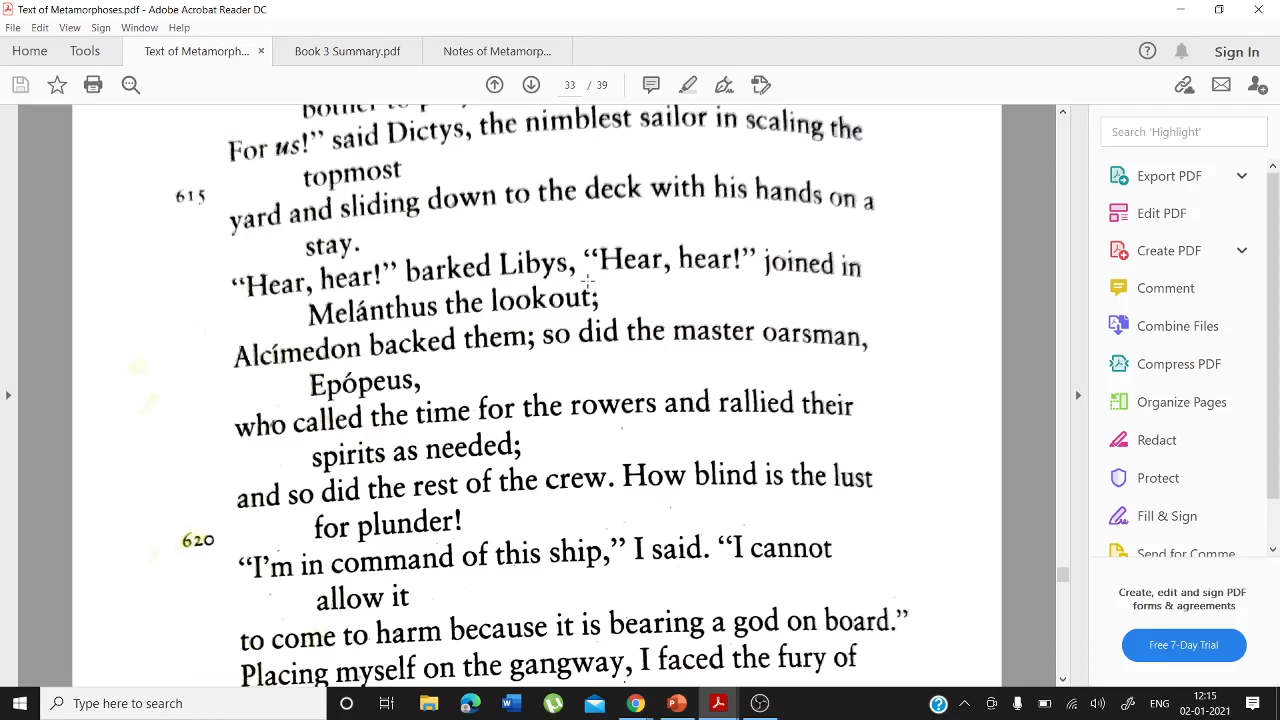 Text of Metamorphoses.pdf - Adobe Acrobat Reader DC
File Edit View Sign Window Help
Home Tools Text of Metamorph... × Book 3 Summary.pdf Notes of Metamorp... Sign In
33 / 39
For us!” said Dictys, the nimblest sailor in scaling the
topmost
615
yard and sliding down to the deck with his hands on a
stay.
“Hear, hear!” barked Libys, “Hear, hear!” joined in
Melánthus the lookout;
Alcímedon backed them; so did the master oarsman,
Epópeus,
who called the time for the rowers and rallied their
spirits as needed;
and so did the rest of the crew. How blind is the lust
for plunder!
620
“I’m in command of this ship,” I said. “I cannot
allow it
to come to harm because it is bearing a god on board.”
Placing myself on the gangway, I faced the fury of
Search 'Highlight'
Export PDF
Edit PDF
Create PDF
Comment
Combine Files
Compress PDF
Organize Pages
Redact
Protect
Fill & Sign
Send for Comme
Create, edit and sign PDF
forms & agreements
Free 7-Day Trial
Type here to search
ENG
12:15
02-01-2021